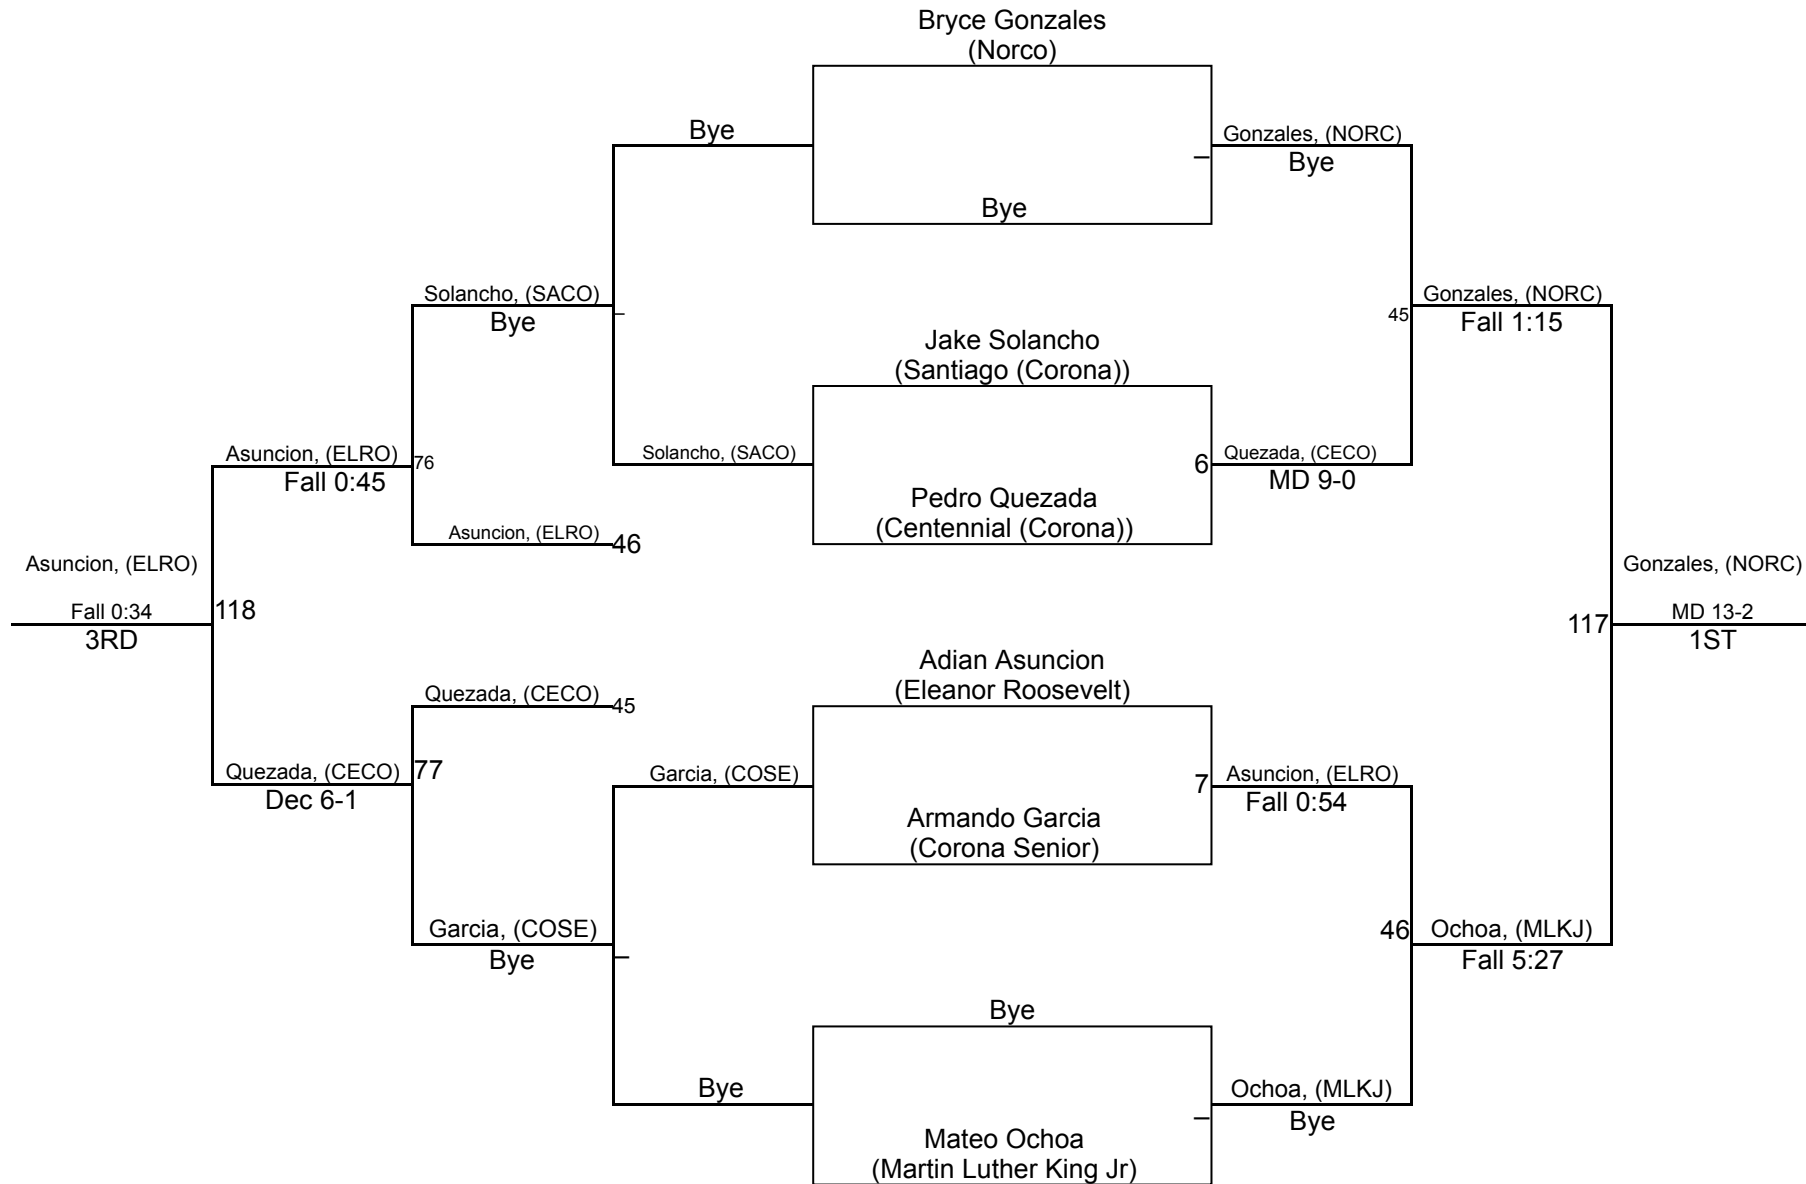 Bryce Gonzales
(Norco)
Bye
Gonzales, (NORC)
Bye
Bye
Solancho, (SACO)
Bye
Gonzales, (NORC)
45
Fall 1:15
Jake Solancho
(Santiago (Corona))
Asuncion, (ELRO)
76
Fall 0:45
Solancho, (SACO)
6
Quezada, (CECO)
MD 9-0
Pedro Quezada
(Centennial (Corona))
Asuncion, (ELRO)
46
Asuncion, (ELRO)
Fall 0:34
118
3RD
Gonzales, (NORC)
117
MD 13-2
1ST
Adian Asuncion
(Eleanor Roosevelt)
Quezada, (CECO)
45
Quezada, (CECO)
77
Dec 6-1
Garcia, (COSE)
7
Asuncion, (ELRO)
Fall 0:54
Armando Garcia
(Corona Senior)
Garcia, (COSE)
Bye
46
Ochoa, (MLKJ)
Fall 5:27
Bye
Bye
Ochoa, (MLKJ)
Bye
Mateo Ochoa
(Martin Luther King Jr)